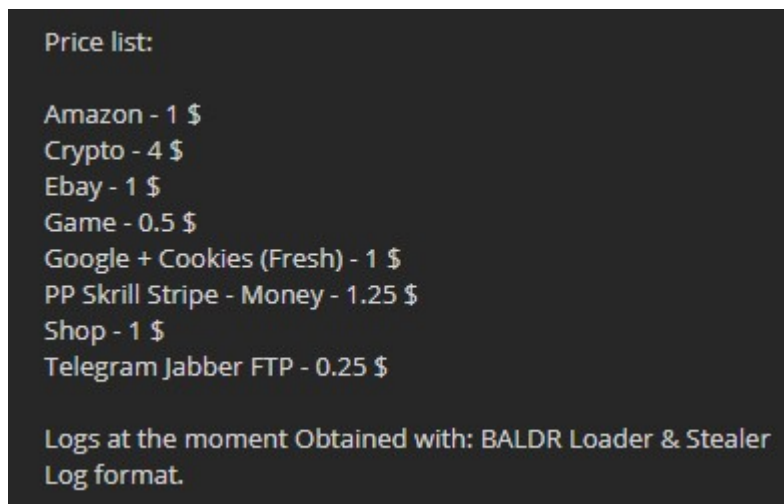 Price list:
Amazon - 1 $
Crypto - 4 $
Ebay - 1 $
Game - 0.5 $
Google + Cookies (Fresh) - 1 $
PP Skrill Stripe - Money - 1.25 $
Shop - 1 $
Telegram Jabber FTP - 0.25 $
Logs at the moment Obtained with: BALDR Loader & Stealer
Log format.